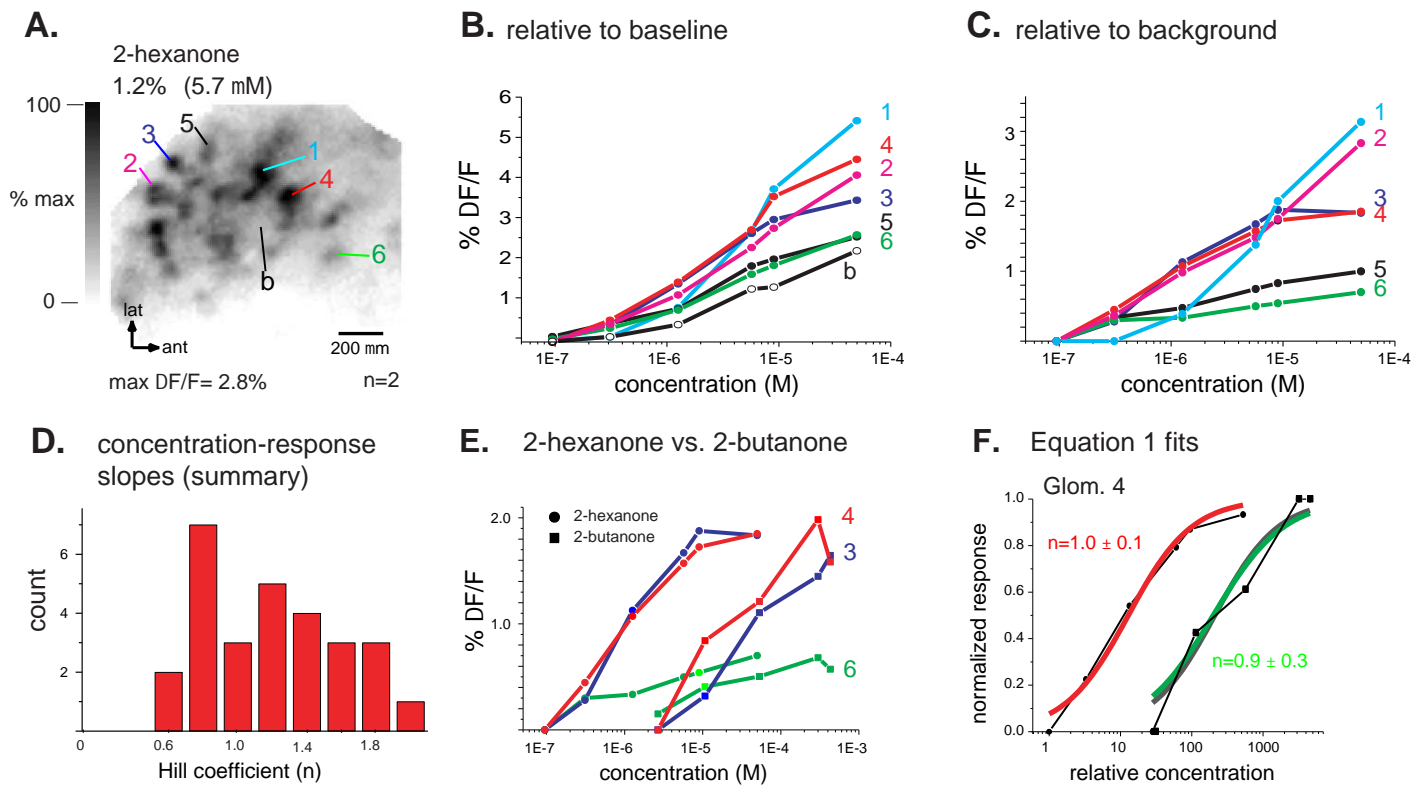 A.
2-hexanone
1.2% (5.7 mM)
100
% max
0
3
5
2
1
4
6
b
lat
ant
200 mm
max DF/F= 2.8%
n=2
B. relative to baseline
6
5
4
3
2
1
% DF/F
1
4
2
3
5
6
b
1E-7 1E-6 1E-5 1E-4
concentration (M)
C. relative to background
3
2
1
% DF/F
1
2
3
4
5
6
1E-7 1E-6 1E-5 1E-4
concentration (M)
D. concentration-response
slopes (summary)
6
4
2
count
0 0.6 1.0 1.4 1.8
Hill coefficient (n)
E. 2-hexanone vs. 2-butanone
2.0
1.0
% DF/F
2-hexanone
2-butanone
4
3
6
1E-7 1E-6 1E-5 1E-4 1E-3
concentration (M)
F. Equation 1 fits
Glom. 4
1.0
0.8
0.6
0.4
0.2
0.0
normalized response
n=1.0 ± 0.1
n=0.9 ± 0.3
1 10 100 1000
relative concentration